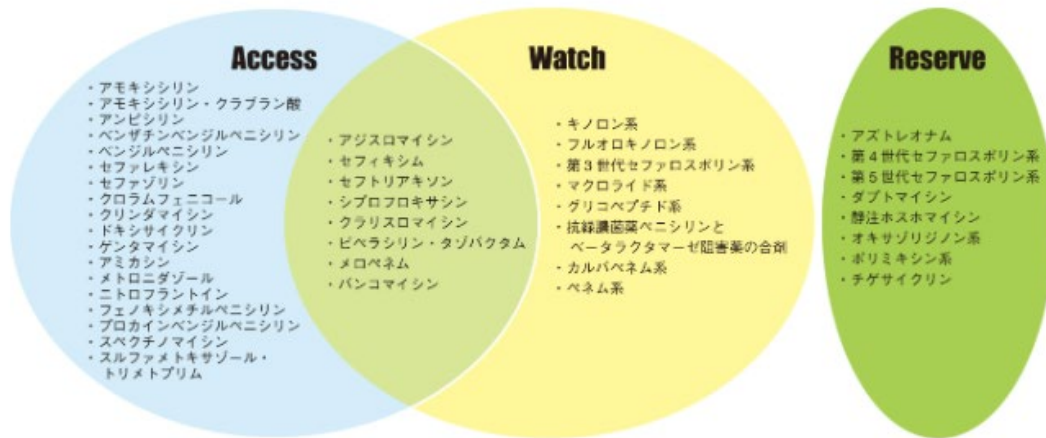 Access
・アモキシシリン
・アモキシシリン・クラブラン酸
・アンピシリン
・ベンザチンベンジルペニシリン
・ベンジルペニシリン
・セファレキシン
・セファゾリン
・クロラムフェニコール
・クリンダマイシン
・ドキシサイクリン
・ゲンタマイシン
・アミカシン
・メトロニダゾール
・ニトロフラントイン
・フェノキシメチルペニシリン
・プロカインベンジルペニシリン
・スペクチノマイシン
・スルファメトキサゾール・
トリメトプリム
・アジスロマイシン
・セフィキシム
・セフトリアキソン
・シプロフロキサシン
・クラリスロマイシン
・ピペラシリン・タゾバクタム
・メロペネム
・バンコマイシン
Watch
・キノロン系
・フルオロキノロン系
・第3世代セファロスポリン系
・マクロライド系
・グリコペプチド系
・抗緑膿菌薬ペニシリンと
ベータラクタマーゼ阻害薬の合剤
・カルバペネム系
・ペネム系
Reserve
・アズトレオナム
・第4世代セファロスポリン系
・第5世代セファロスポリン系
・ダプトマイシン
・静注ホスホマイシン
・オキサゾリジノン系
・ポリミキシン系
・チゲサイクリン